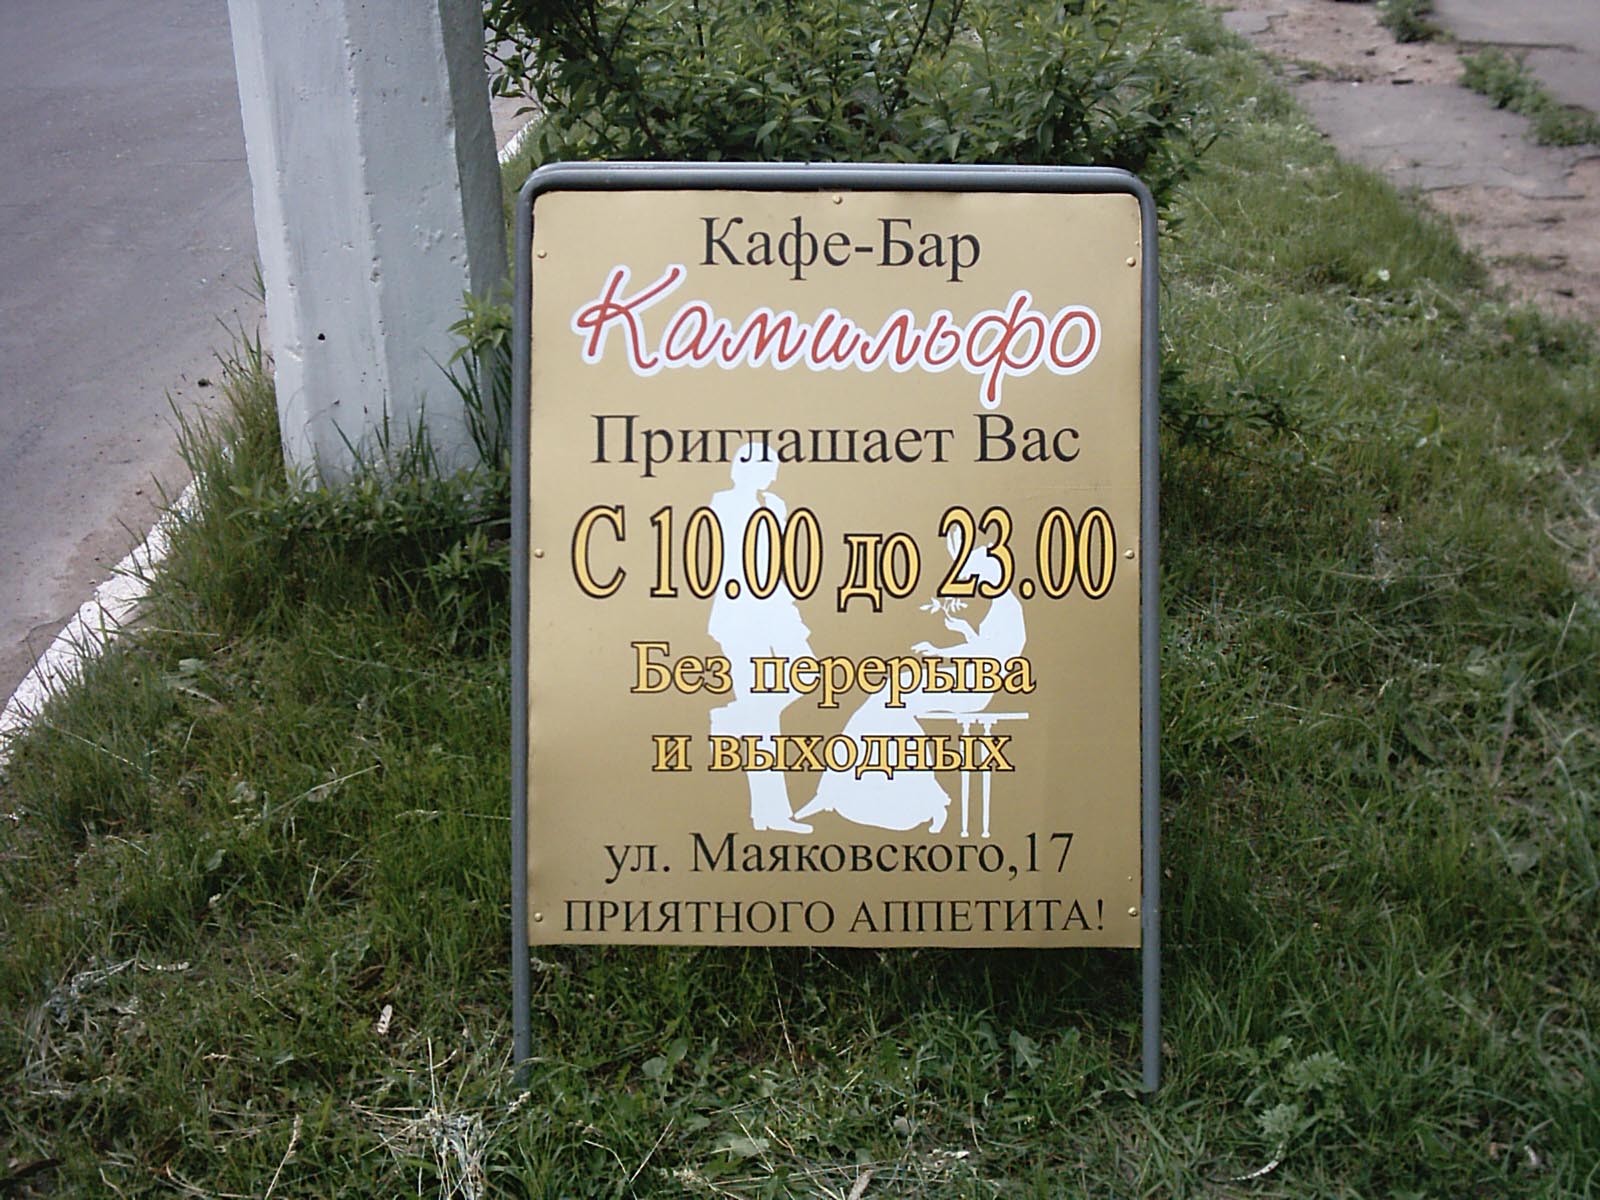 Кафе-Бар
Камильфо
Приглашает Вас
С 10.00 до 23.00
Без перерыва
и выходных
ул. Маяковского,17
ПРИЯТНОГО АППЕТИТА!